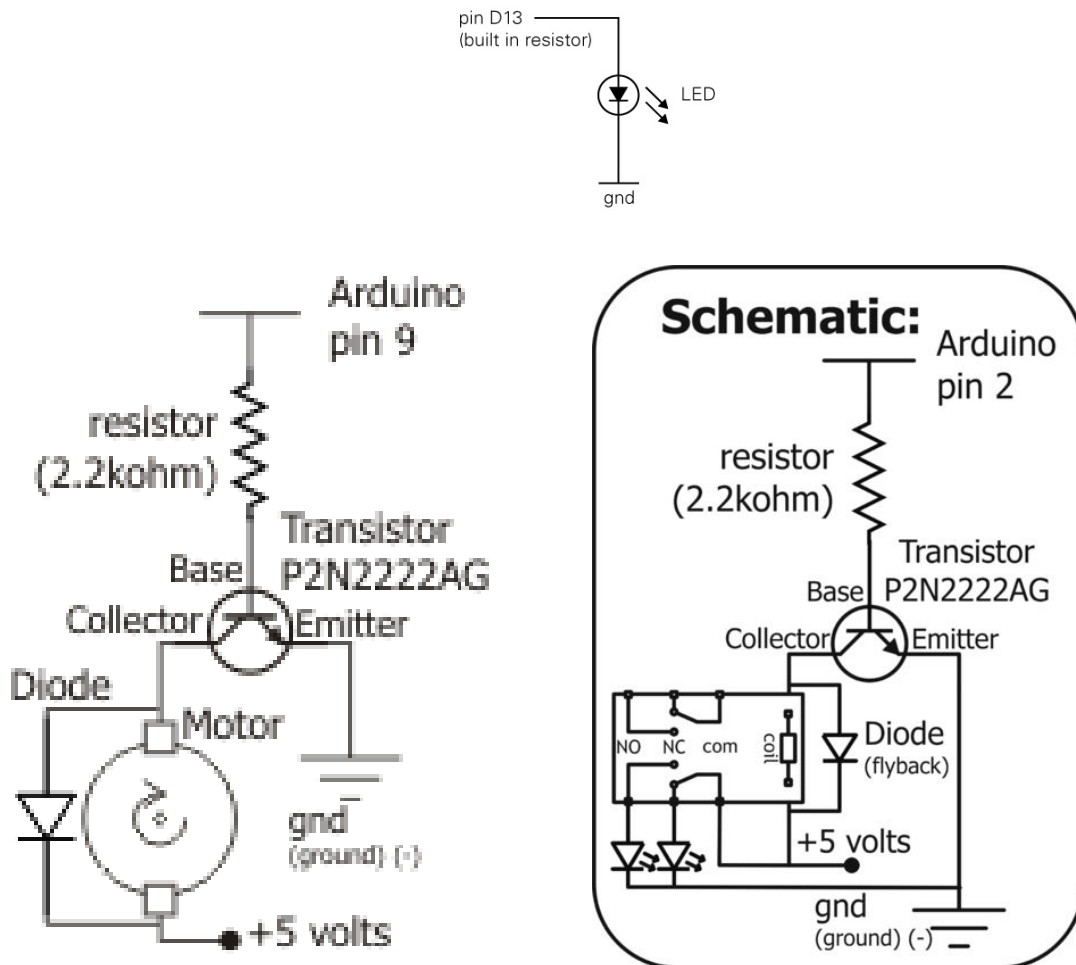 pin D13
(built in resistor)
LED
gnd
Arduino
pin 9
resistor
(2.2kohm)
Transistor
P2N2222AG
Base
Collector
Emitter
Diode
Motor
gnd
(ground) (-)
+5 volts
Schematic:
Arduino
pin 2
resistor
(2.2kohm)
Transistor
P2N2222AG
Base
Collector
Emitter
NO NC com
coil
Diode
(flyback)
+5 volts
gnd
(ground) (-)